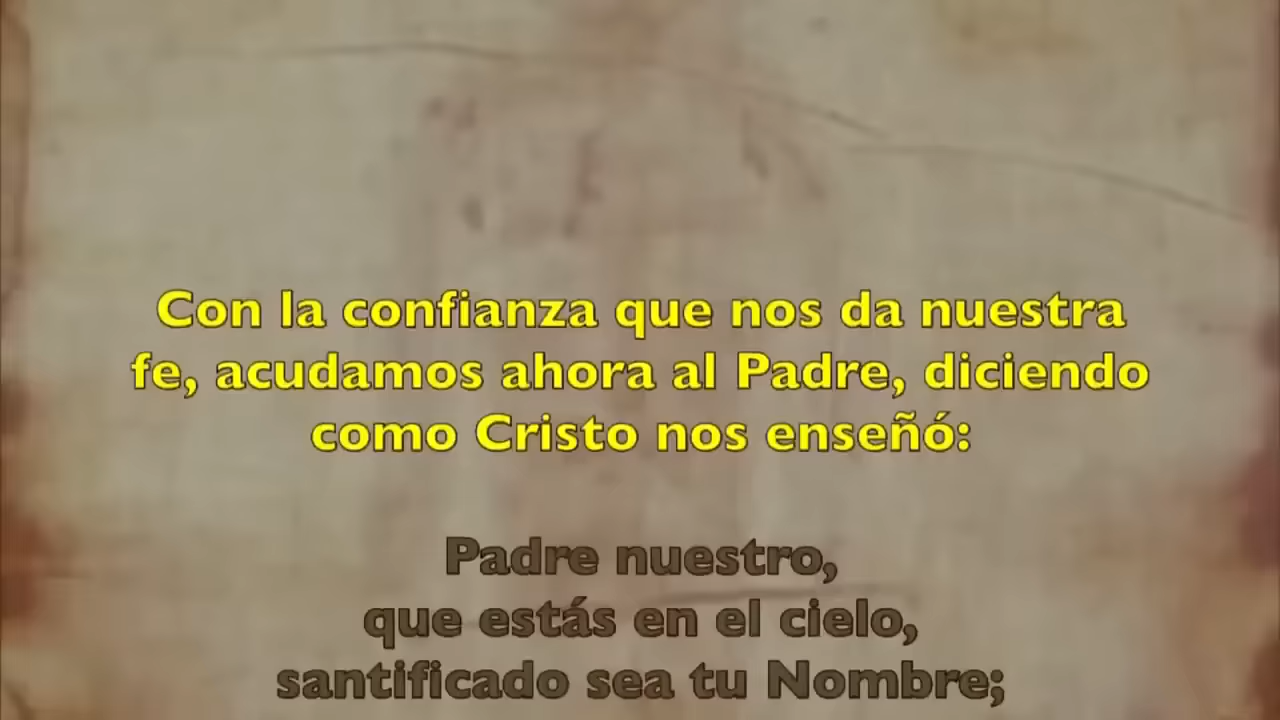 Con la confianza que nos da nuestra
fe, acudamos ahora al Padre, diciendo
como Cristo nos enseñó:
Padre nuestro,
que estás en el cielo,
santificado sea tu Nombre;